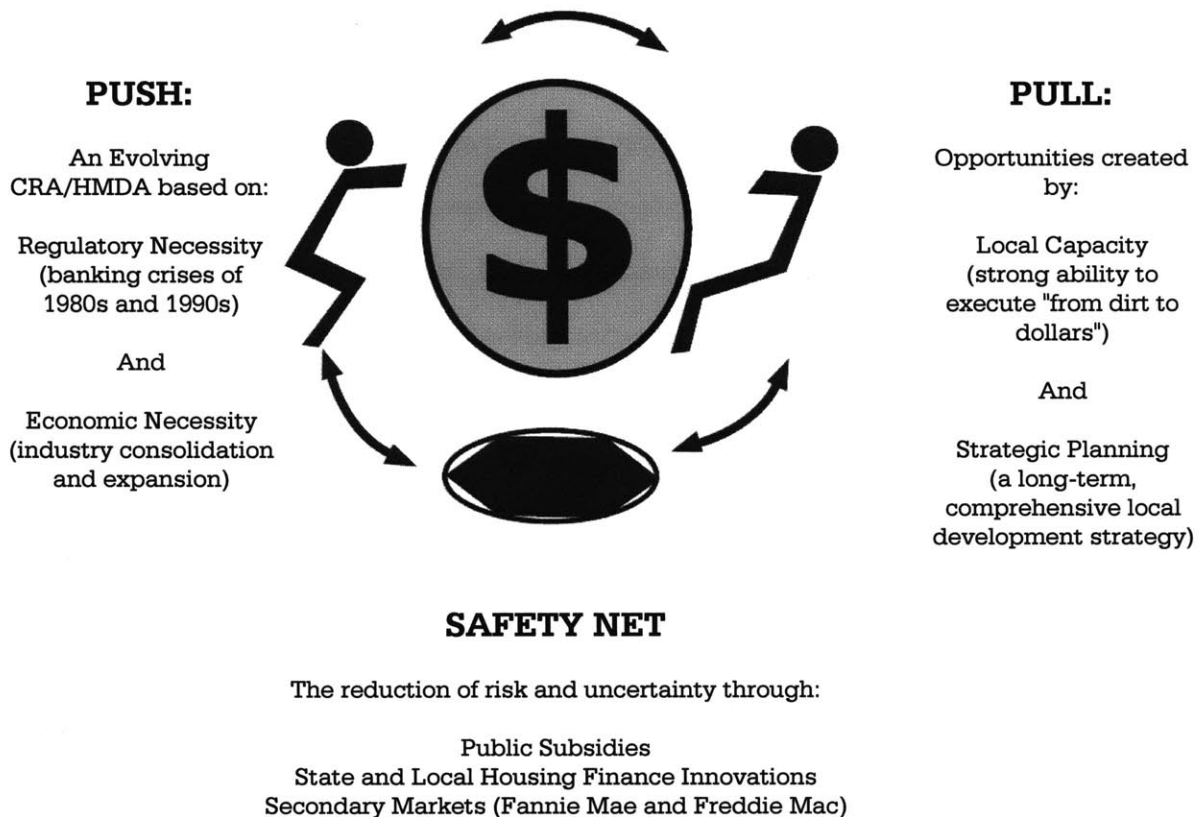 PUSH:
An Evolving
CRA/HMDA based on:
Regulatory Necessity
(banking crises of
1980s and 1990s)
And
Economic Necessity
(industry consolidation
and expansion)
$
PULL:
Opportunities created
by:
Local Capacity
(strong ability to
execute "from dirt to
dollars")
And
Strategic Planning
(a long-term,
comprehensive local
development strategy)
SAFETY NET
The reduction of risk and uncertainty through:
Public Subsidies
State and Local Housing Finance Innovations
Secondary Markets (Fannie Mae and Freddie Mac)